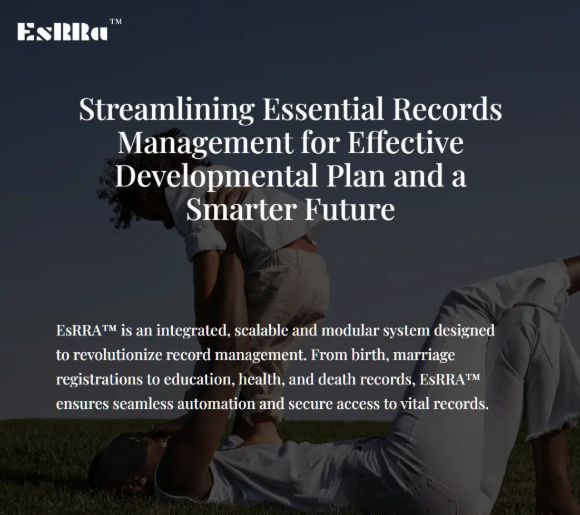 EsRRa™
Streamlining Essential Records
Management for Effective
Developmental Plan and a
Smarter Future
EsRRA™ is an integrated, scalable and modular system designed
to revolutionize record management. From birth, marriage
registrations to education, health, and death records, EsRRA™
ensures seamless automation and secure access to vital records.